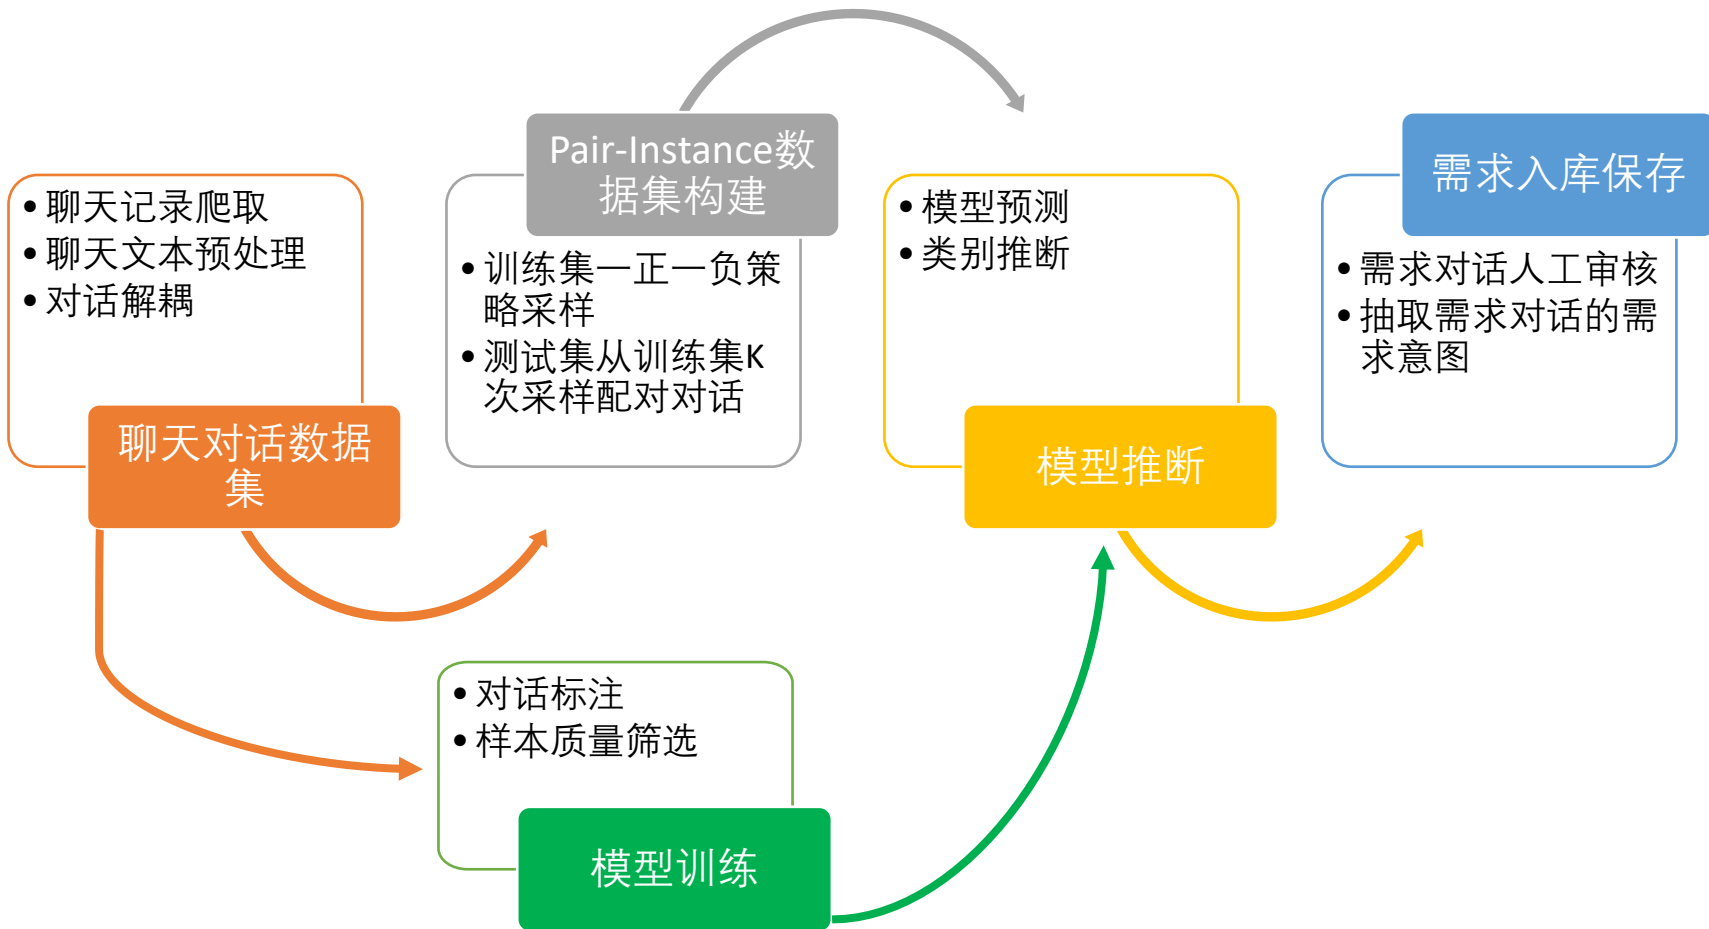 • 聊天记录爬取
• 聊天文本预处理
• 对话解耦
聊天对话数据
集
Pair-Instance数
据集构建
• 训练集一正一负策
略采样
• 测试集从训练集K
次采样配对对话
• 模型预测
• 类别推断
模型推断
需求入库保存
• 需求对话人工审核
• 抽取需求对话的需
求意图
• 对话标注
• 样本质量筛选
模型训练